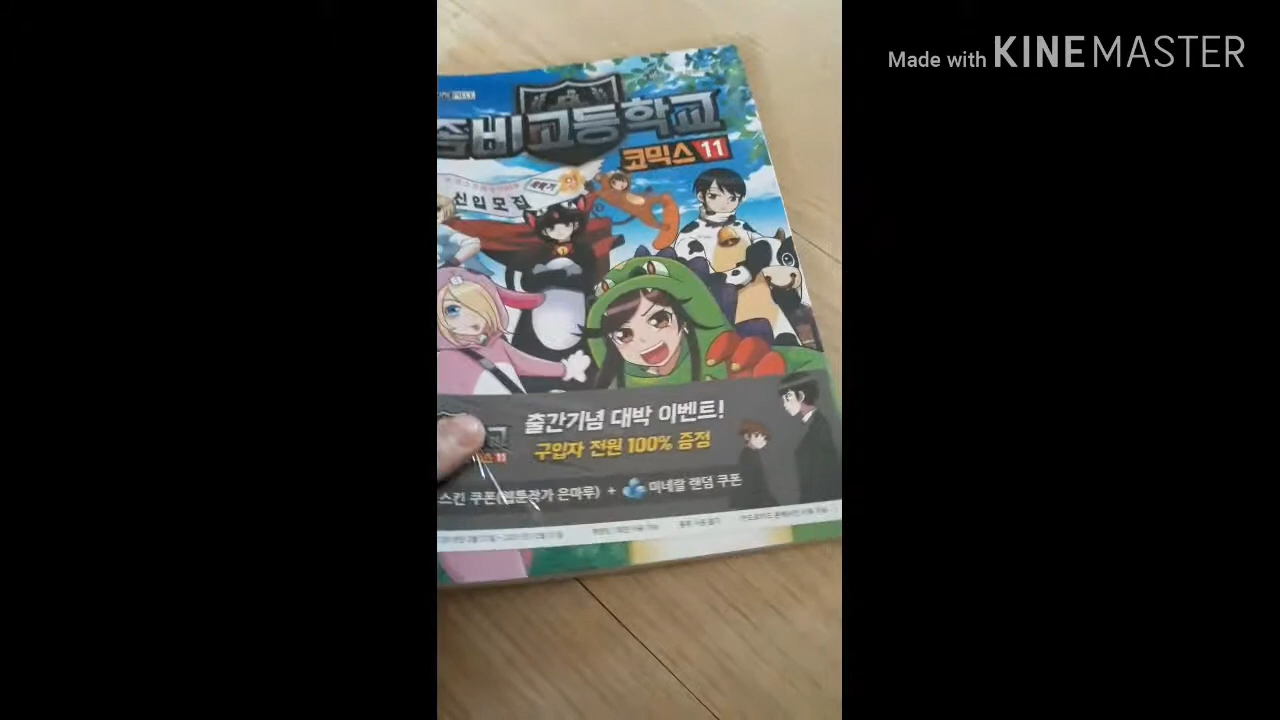 Made with KINEMASTER
좀비고등학교
코믹스 11
신입모집
출간기념 대박 이벤트!
구입자 전원 100% 증정
스킨 쿠폰(웹툰작가 은마루) + 미네랄 랜덤 쿠폰